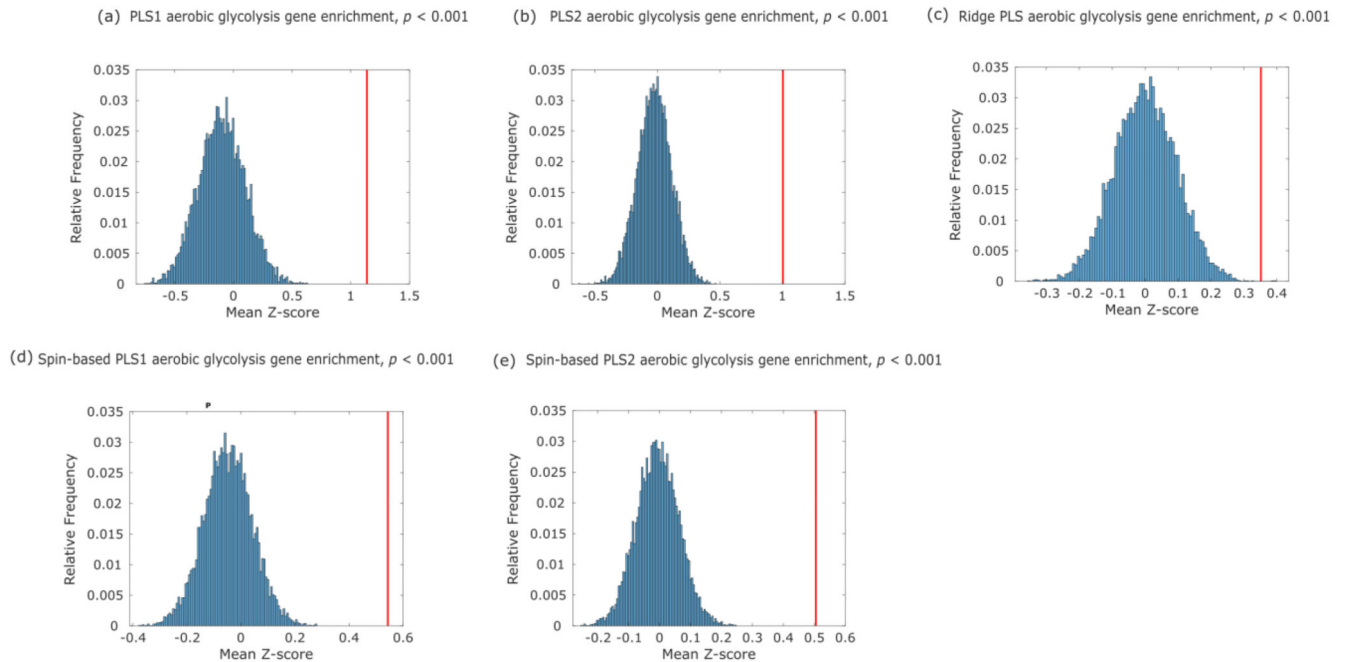 (a) PLS1 aerobic glycolysis gene enrichment, p < 0.001
0.035
0.03
0.025
0.02
0.015
0.01
0.005
0
Relative Frequency
-0.5 0 0.5 1 1.5
Mean Z-score
(b) PLS2 aerobic glycolysis gene enrichment, p < 0.001
0.035
0.03
0.025
0.02
0.015
0.01
0.005
0
Relative Frequency
-0.5 0 0.5 1 1.5
Mean Z-score
(c) Ridge PLS aerobic glycolysis gene enrichment, p < 0.001
0.035
0.03
0.025
0.02
0.015
0.01
0.005
0
Relative Frequency
-0.3 -0.2 -0.1 0 0.1 0.2 0.3 0.4
Mean Z-score
(d) Spin-based PLS1 aerobic glycolysis gene enrichment, p < 0.001
P
0.035
0.03
0.025
0.02
0.015
0.01
0.005
0
Relative Frequency
-0.4 -0.2 0 0.2 0.4 0.6
Mean Z-score
(e) Spin-based PLS2 aerobic glycolysis gene enrichment, p < 0.001
0.035
0.03
0.025
0.02
0.015
0.01
0.005
0
Relative Frequency
-0.2 -0.1 0 0.1 0.2 0.3 0.4 0.5 0.6
Mean Z-score